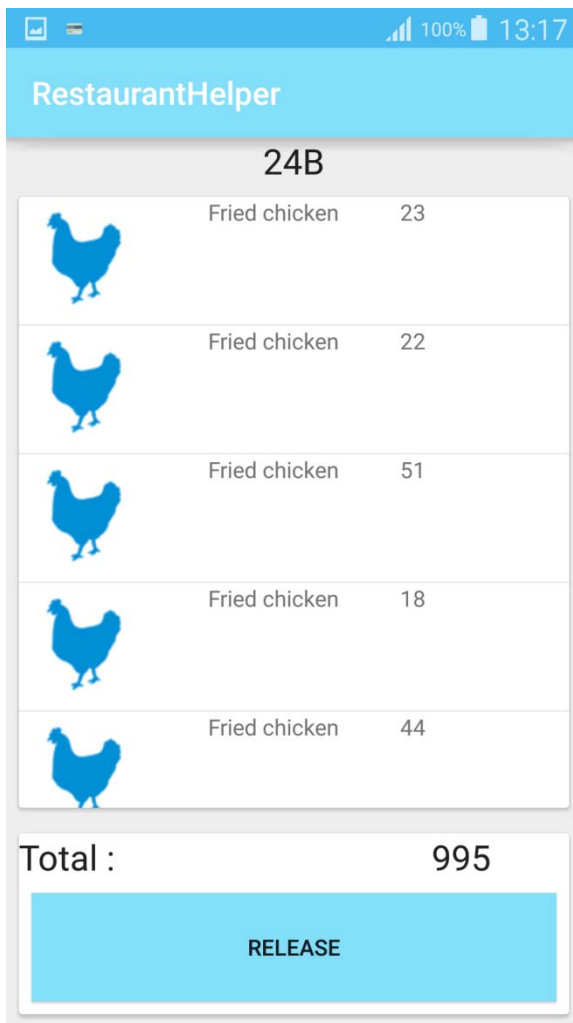 100% 13:17
RestaurantHelper
24B
Fried chicken 23
Fried chicken 22
Fried chicken 51
Fried chicken 18
Fried chicken 44
Total : 995
RELEASE